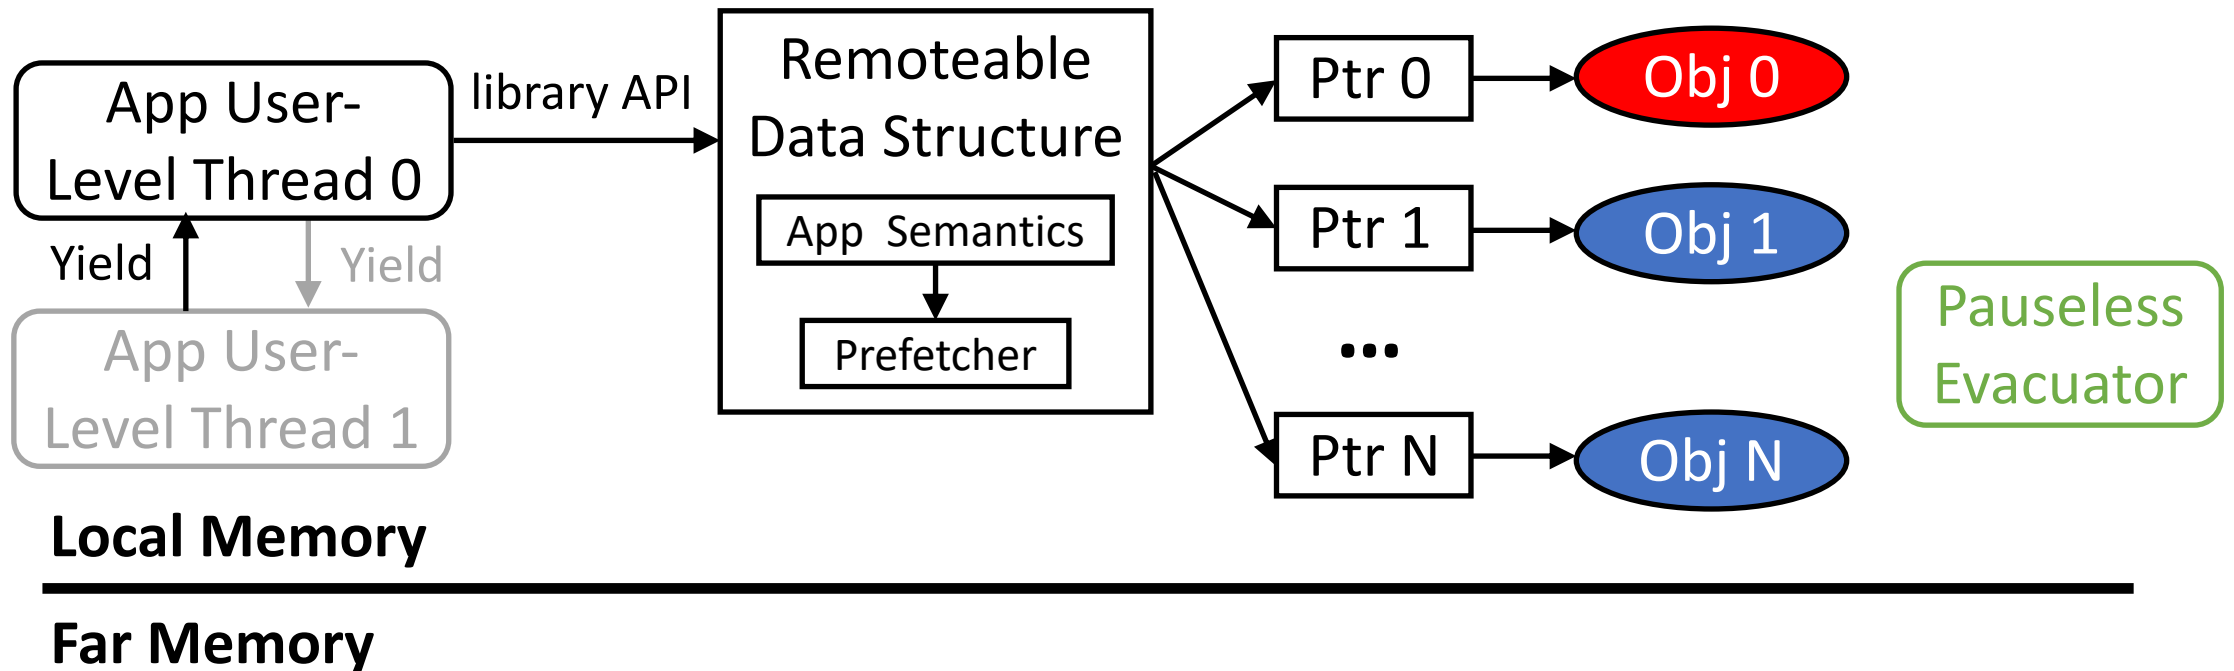 App User-
Level Thread 0
library API
Remoteable
Data Structure
App Semantics
Prefetcher
Ptr 0
Obj 0
Ptr 1
Obj 1
...
Ptr N
Obj N
Pauseless
Evacuator
Yield
Yield
App User-
Level Thread 1
Local Memory
Far Memory